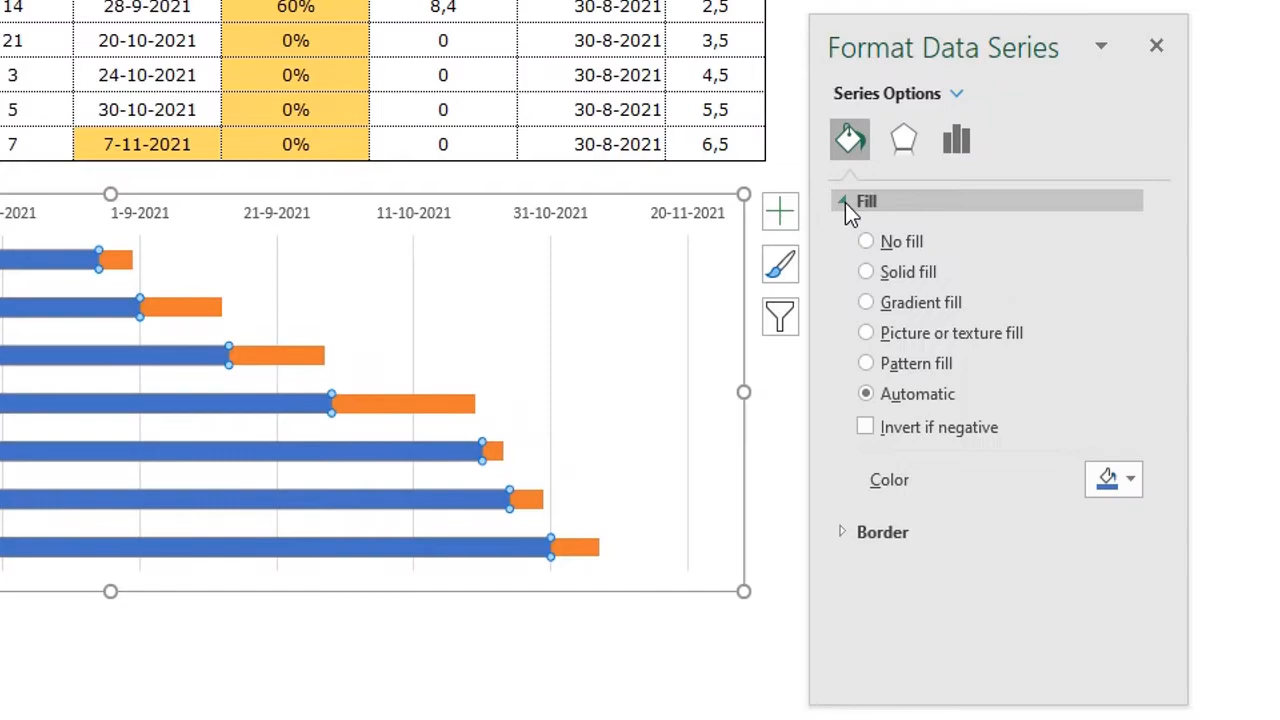 14 28-9-2021 60% 8,4 30-8-2021 2,5
21 20-10-2021 0% 0 30-8-2021 3,5
3 24-10-2021 0% 0 30-8-2021 4,5
5 30-10-2021 0% 0 30-8-2021 5,5
7 7-11-2021 0% 0 30-8-2021 6,5
-2021 1-9-2021 21-9-2021 11-10-2021 31-10-2021 20-11-2021
Format Data Series
Series Options
Fill
No fill
Solid fill
Gradient fill
Picture or texture fill
Pattern fill
Automatic
Invert if negative
Color
Border